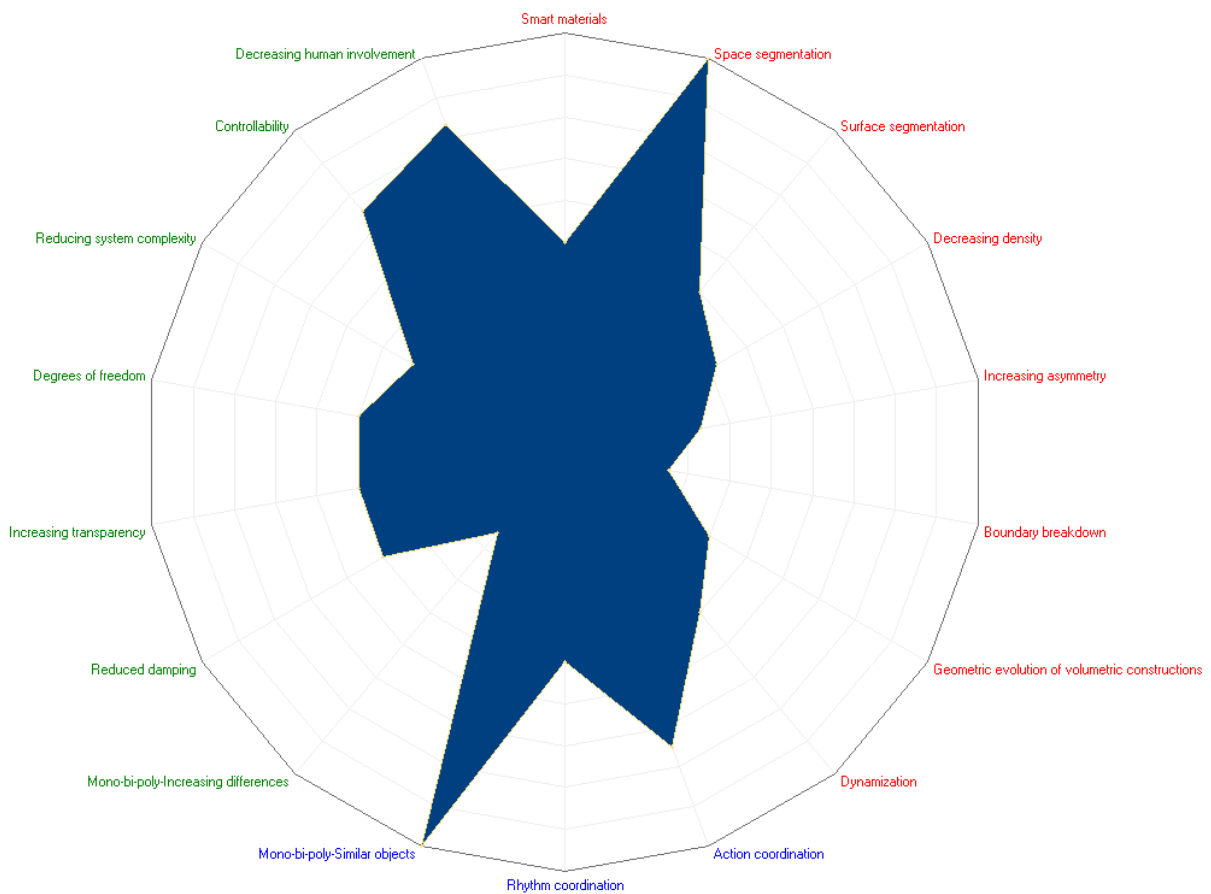 Smart materials
Decreasing human involvement
Space segmentation
Controllability
Surface segmentation
Reducing system complexity
Decreasing density
Degrees of freedom
Increasing asymmetry
Increasing transparency
Boundary breakdown
Reduced damping
Geometric evolution of volumetric constructions
Mono-bi-poly-Increasing differences
Dynamization
Mono-bi-poly-Similar objects
Action coordination
Rhythm coordination